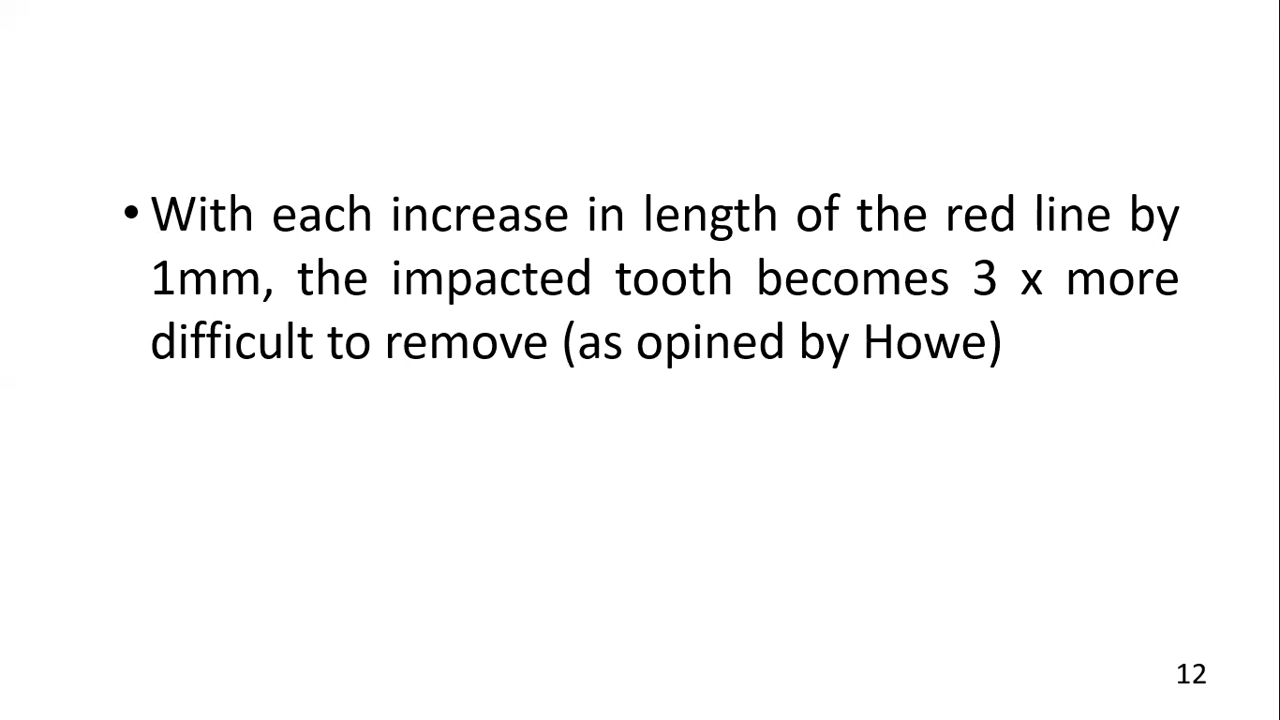 • With each increase in length of the red line by
1mm, the impacted tooth becomes 3 x more
difficult to remove (as opined by Howe)
12